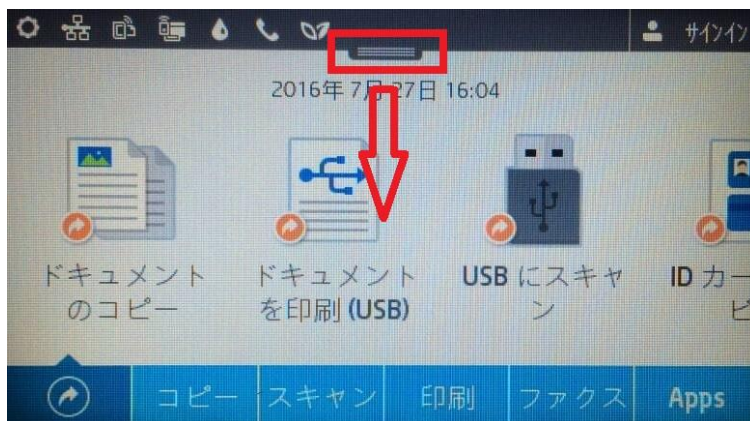 サインイン
2016年 7月 27日 16:04
ドキュメント
のコピー
ドキュメント
を印刷 (USB)
USB にスキャ
ン
ID カー
ピ
コピー
スキャン
印刷
ファクス
Apps